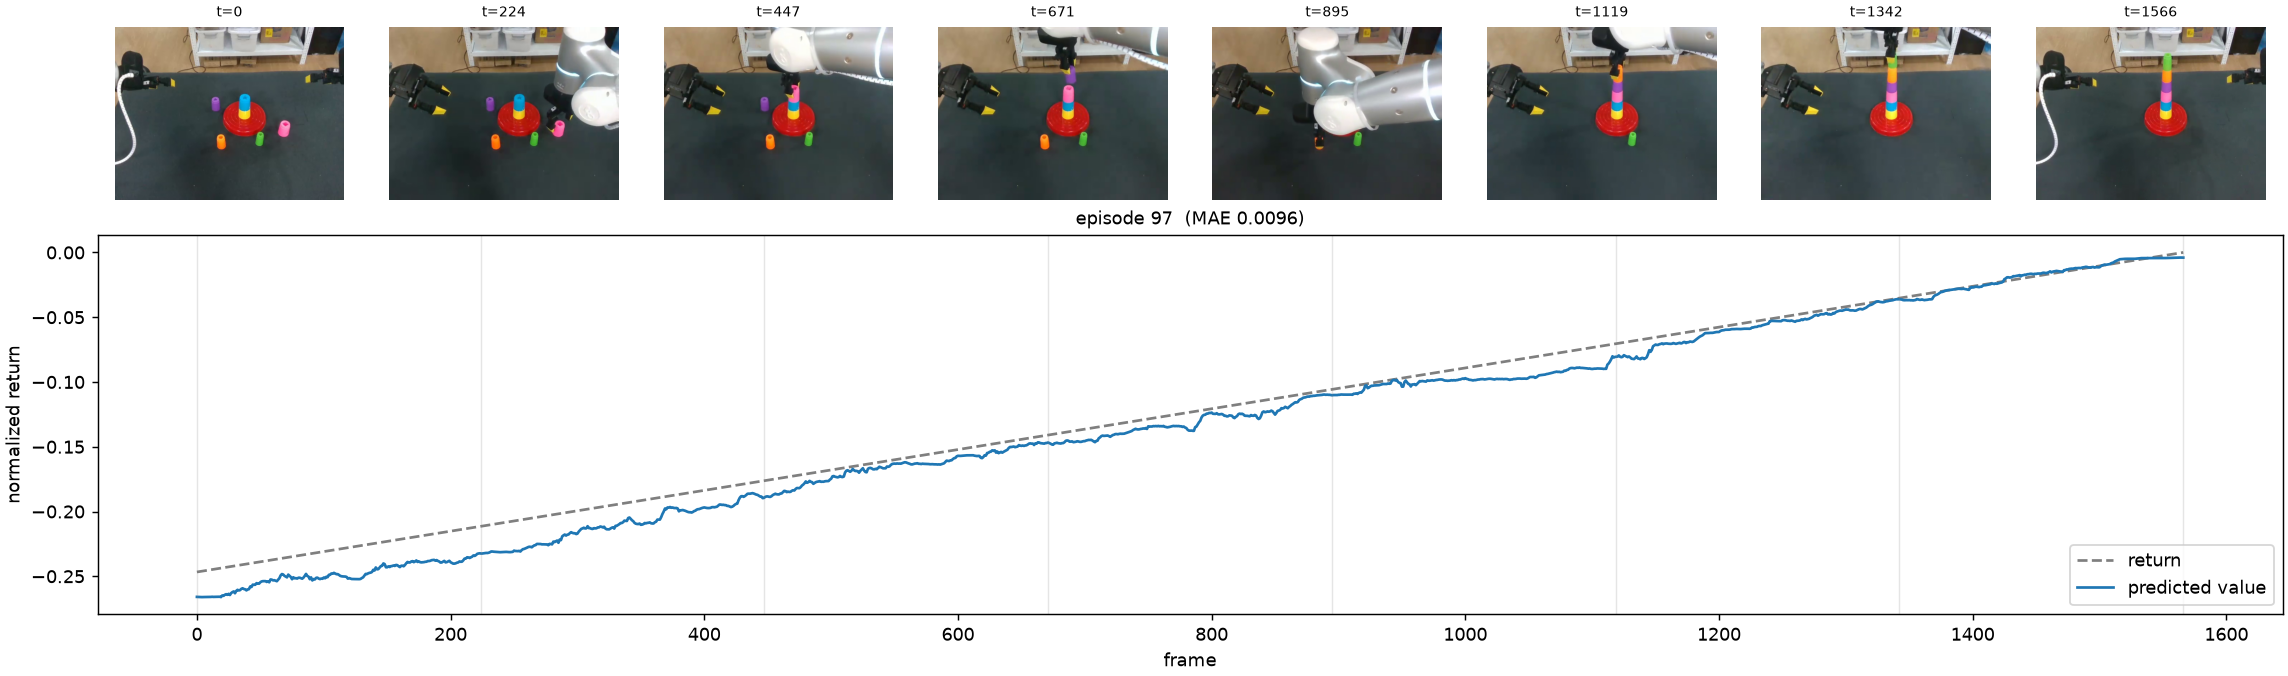 t=0 t=224 t=447 t=671 t=895 t=1119 t=1342 t=1566
episode 97  (MAE 0.0096)
normalized return
0.00
−0.05
−0.10
−0.15
−0.20
−0.25
return
predicted value
0 200 400 600 800 1000 1200 1400 1600
frame